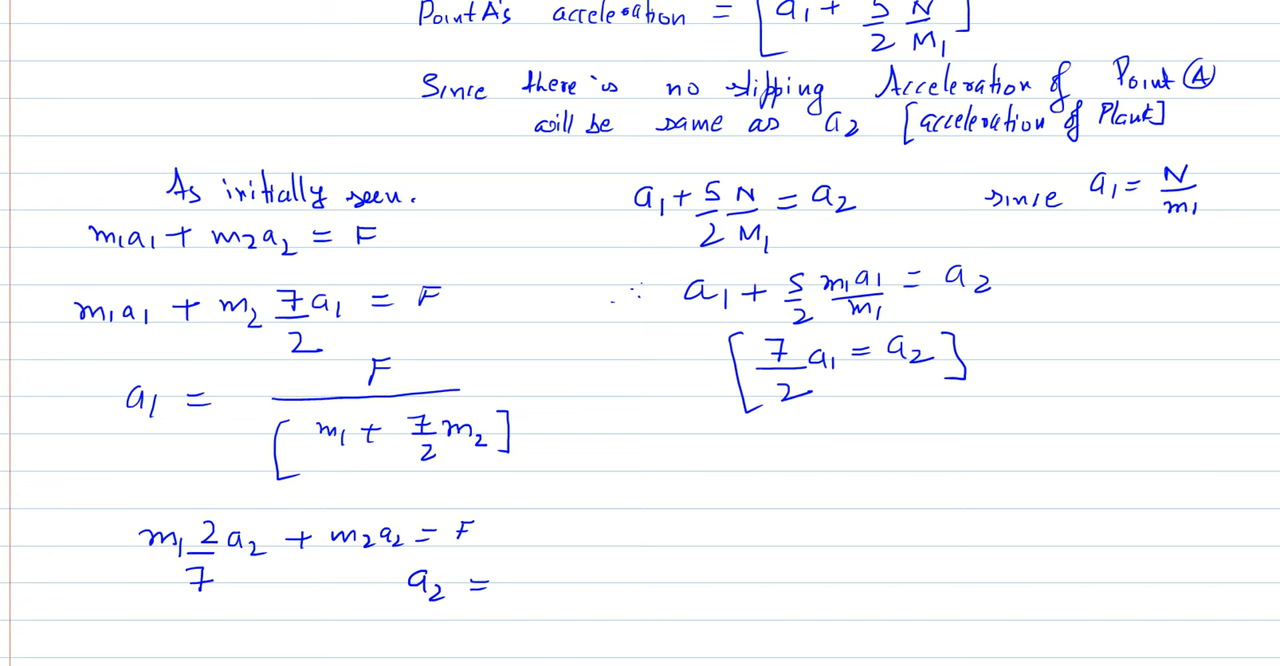 Point A's acceleration = [a₁ + 5/2 N/M₁]
Since there is no slipping Acceleration of Point Ⓐ
will be same as a₂ [acceleration of Plank]
As initially seen.
m₁a₁ + m₂a₂ = F
m₁a₁ + m₂ 7/2 a₁ = F
a₁ = F / [m₁ + 7/2 m₂]
m₁ 2/7 a₂ + m₂a₂ = F
a₂ =
a₁ + 5/2 N/M₁ = a₂ since a₁ = N/m₁
∴ a₁ + 5/2 m₁a₁/m₁ = a₂
[7/2 a₁ = a₂]